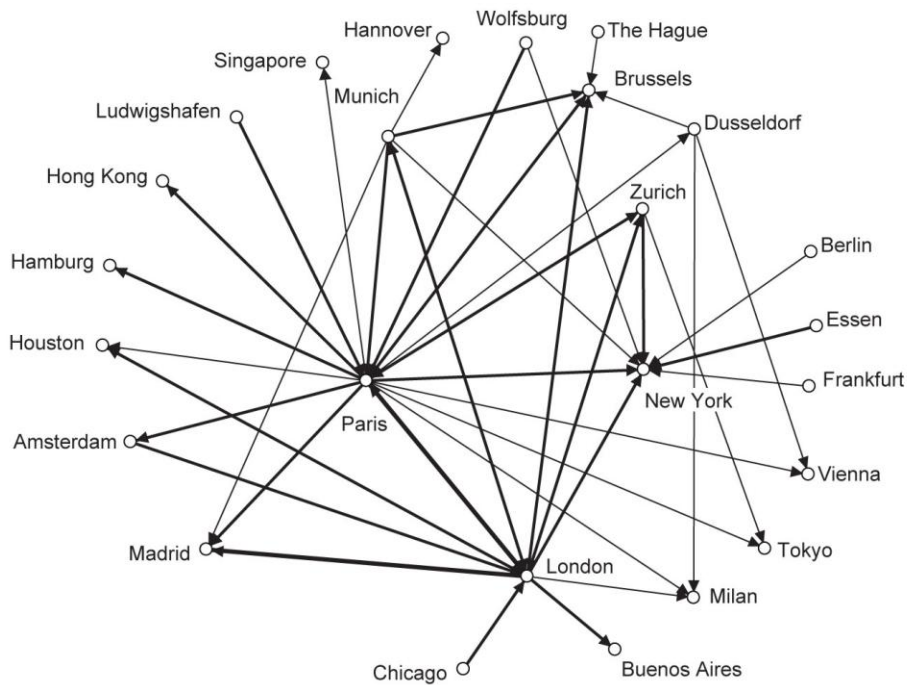 Wolfsburg
Hannover
The Hague
Singapore
Brussels
Munich
Ludwigshafen
Dusseldorf
Hong Kong
Zurich
Berlin
Hamburg
Essen
Houston
Frankfurt
New York
Paris
Amsterdam
Vienna
Madrid
Tokyo
London
Milan
Buenos Aires
Chicago